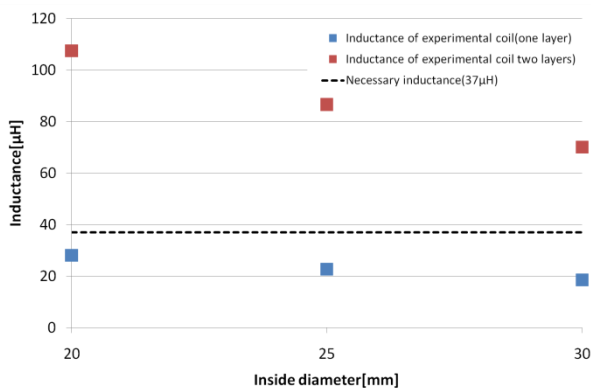 Inductance of experimental coil(one layer)
Inductance of experimental coil two layers)
Necessary inductance(37μH)
Inductance[μH]
120
100
80
60
40
20
0
20
25
30
Inside diameter[mm]